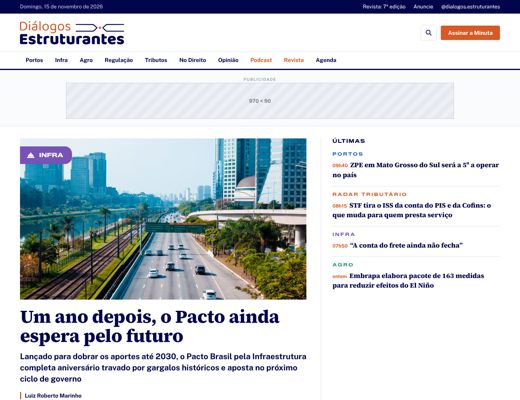 Domingo, 15 de novembro de 2026
Revista: 7ª edição
Anuncie
@dialogos.estruturantes
Diálogos
Estruturantes
Assinar a Minuta
Portos
Infra
Agro
Regulação
Tributos
No Direito
Opinião
Podcast
Revista
Agenda
PUBLICIDADE
970 × 90
INFRA
Um ano depois, o Pacto ainda
espera pelo futuro
Lançado para dobrar os aportes até 2030, o Pacto Brasil pela Infraestrutura
completa aniversário travado por gargalos históricos e aposta no próximo
ciclo de governo
Luiz Roberto Marinho
ÚLTIMAS
PORTOS
09h40 ZPE em Mato Grosso do Sul será a 5ª a operar
no país
RADAR TRIBUTÁRIO
08h15 STF tira o ISS da conta do PIS e da Cofins: o
que muda para quem presta serviço
INFRA
07h50 “A conta do frete ainda não fecha”
AGRO
ontem Embrapa elabora pacote de 163 medidas
para reduzir efeitos do El Niño